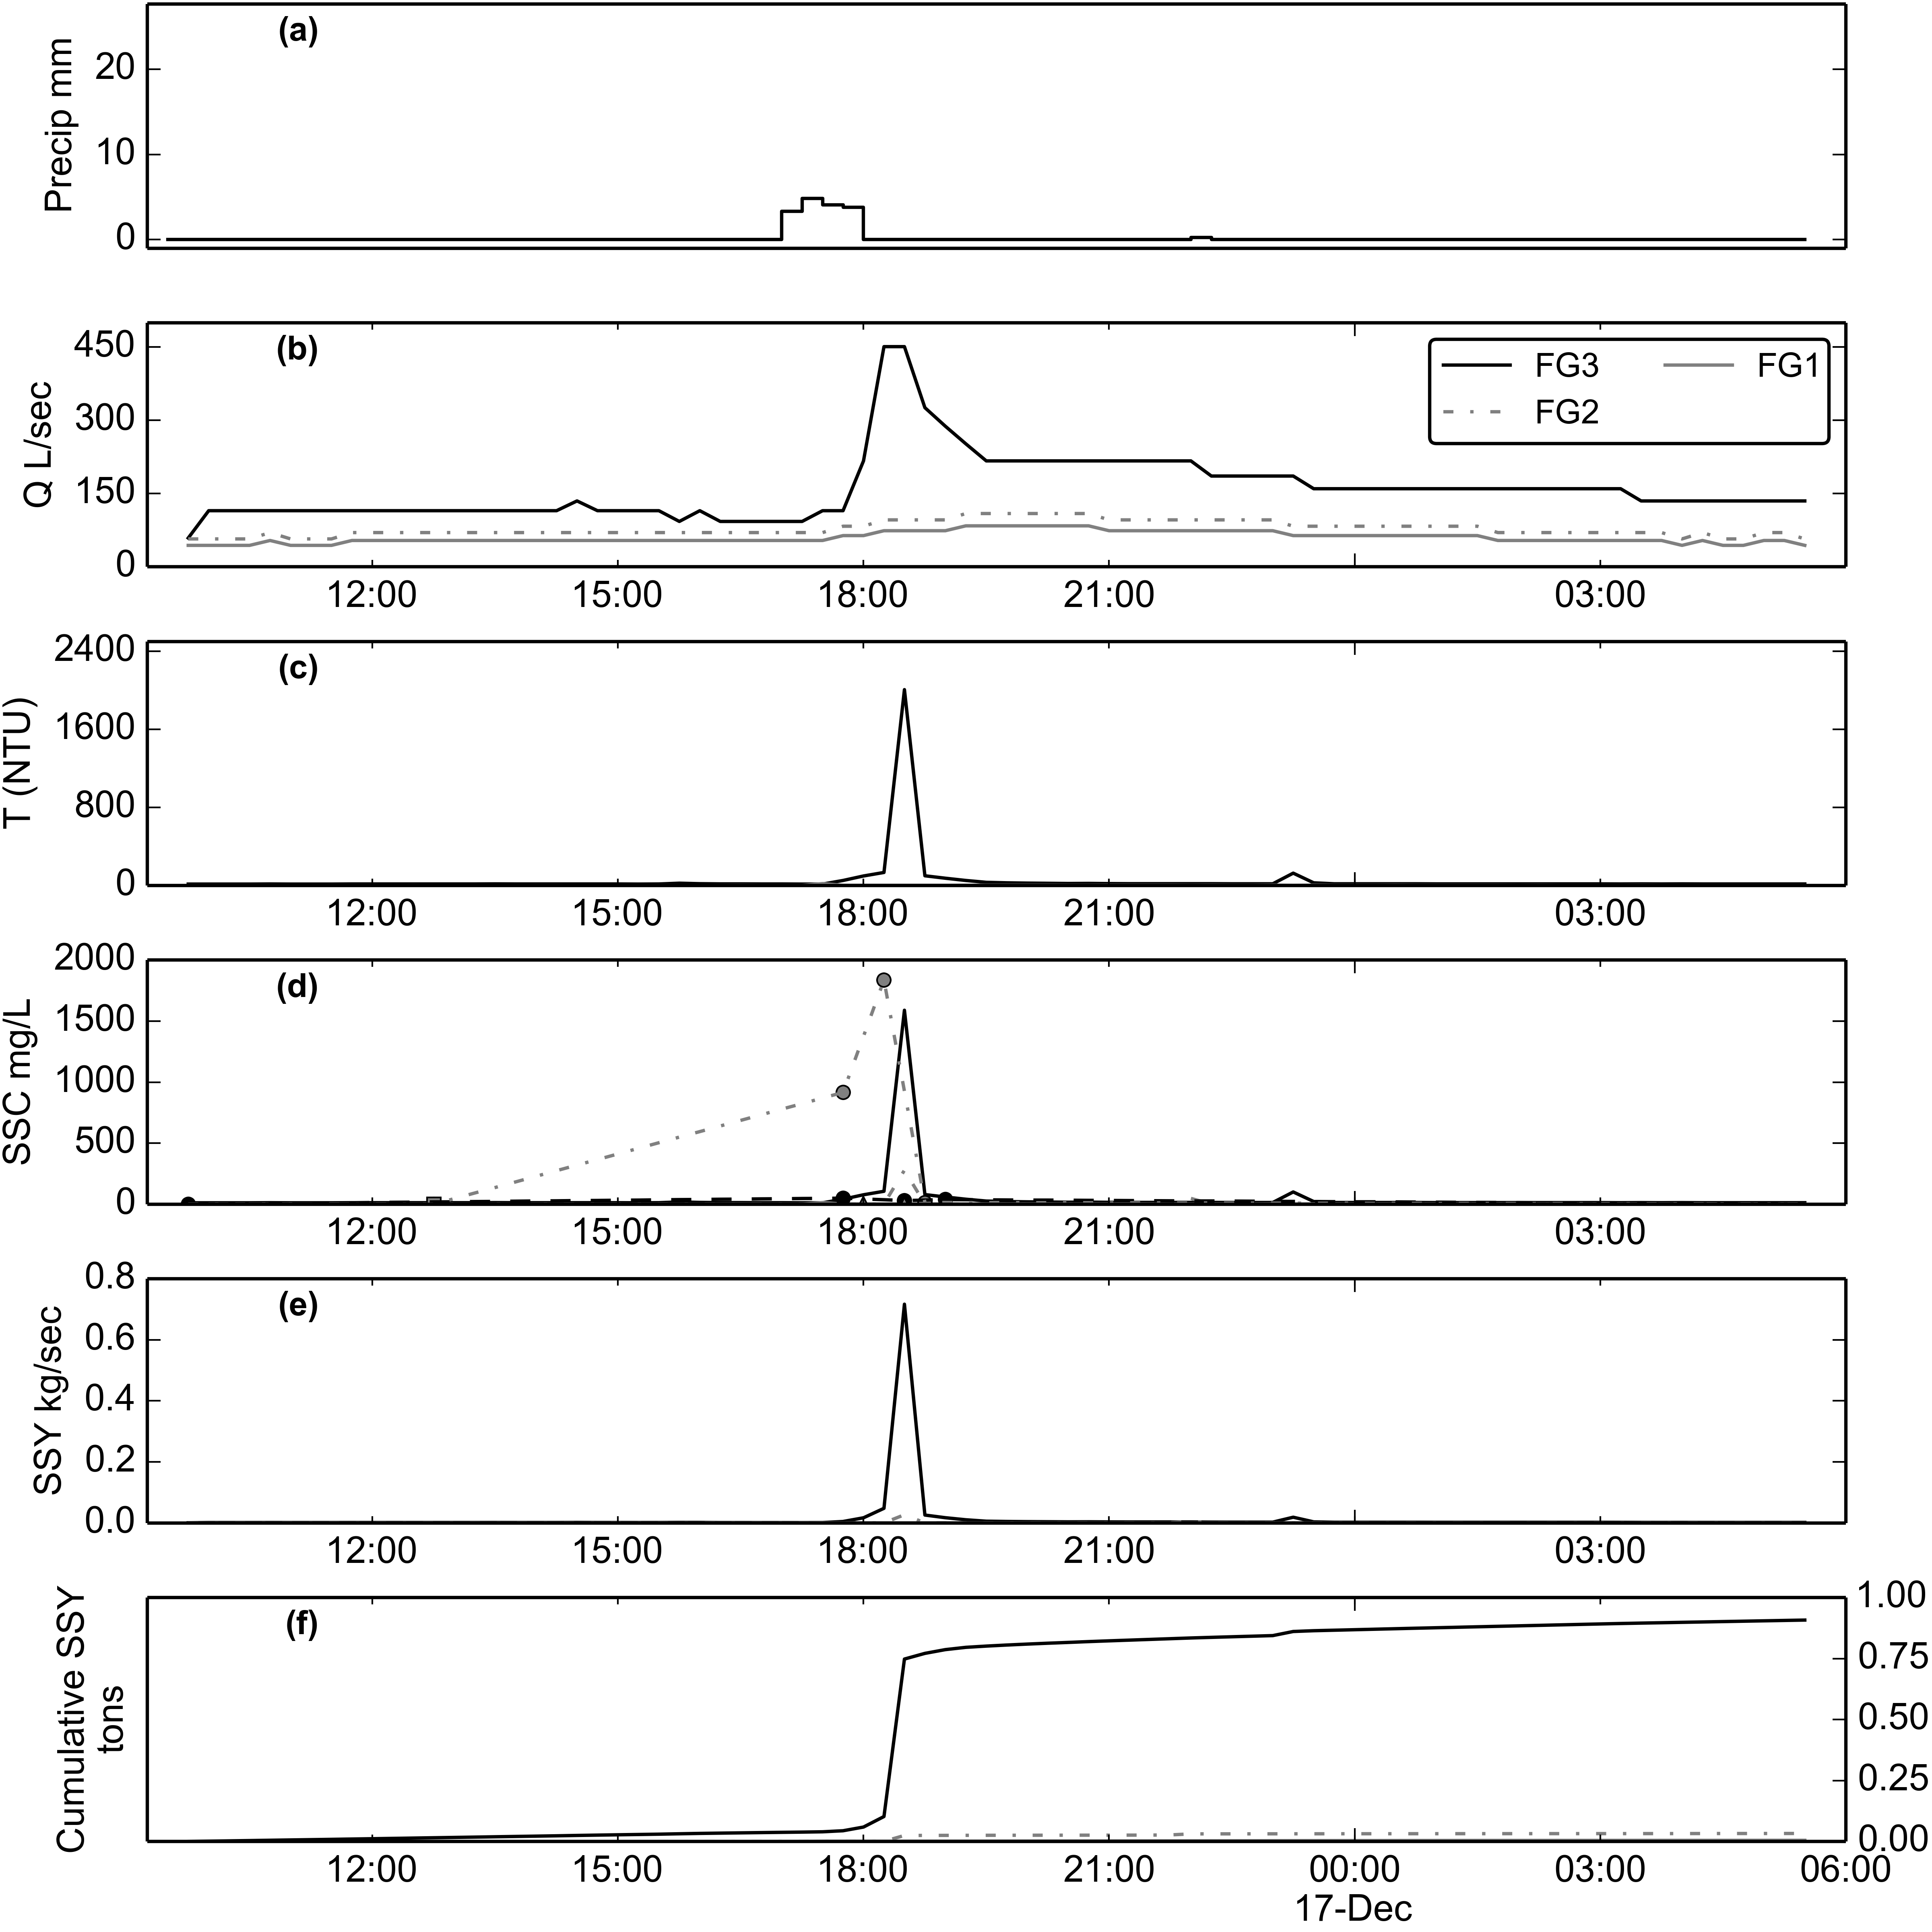 (a)
Precip mm
20
10
0
(b)
Q L/sec
450
300
150
0
FG3 FG1
FG2
12:00 15:00 18:00 21:00 03:00
(c)
T (NTU)
2400
1600
800
0
12:00 15:00 18:00 21:00 03:00
(d)
SSC mg/L
2000
1500
1000
500
0
12:00 15:00 18:00 21:00 03:00
(e)
SSY kg/sec
0.8
0.6
0.4
0.2
0.0
12:00 15:00 18:00 21:00 03:00
(f)
Cumulative SSY
tons
1.00
0.75
0.50
0.25
0.00
12:00 15:00 18:00 21:00 00:00 03:00 06:00
17-Dec